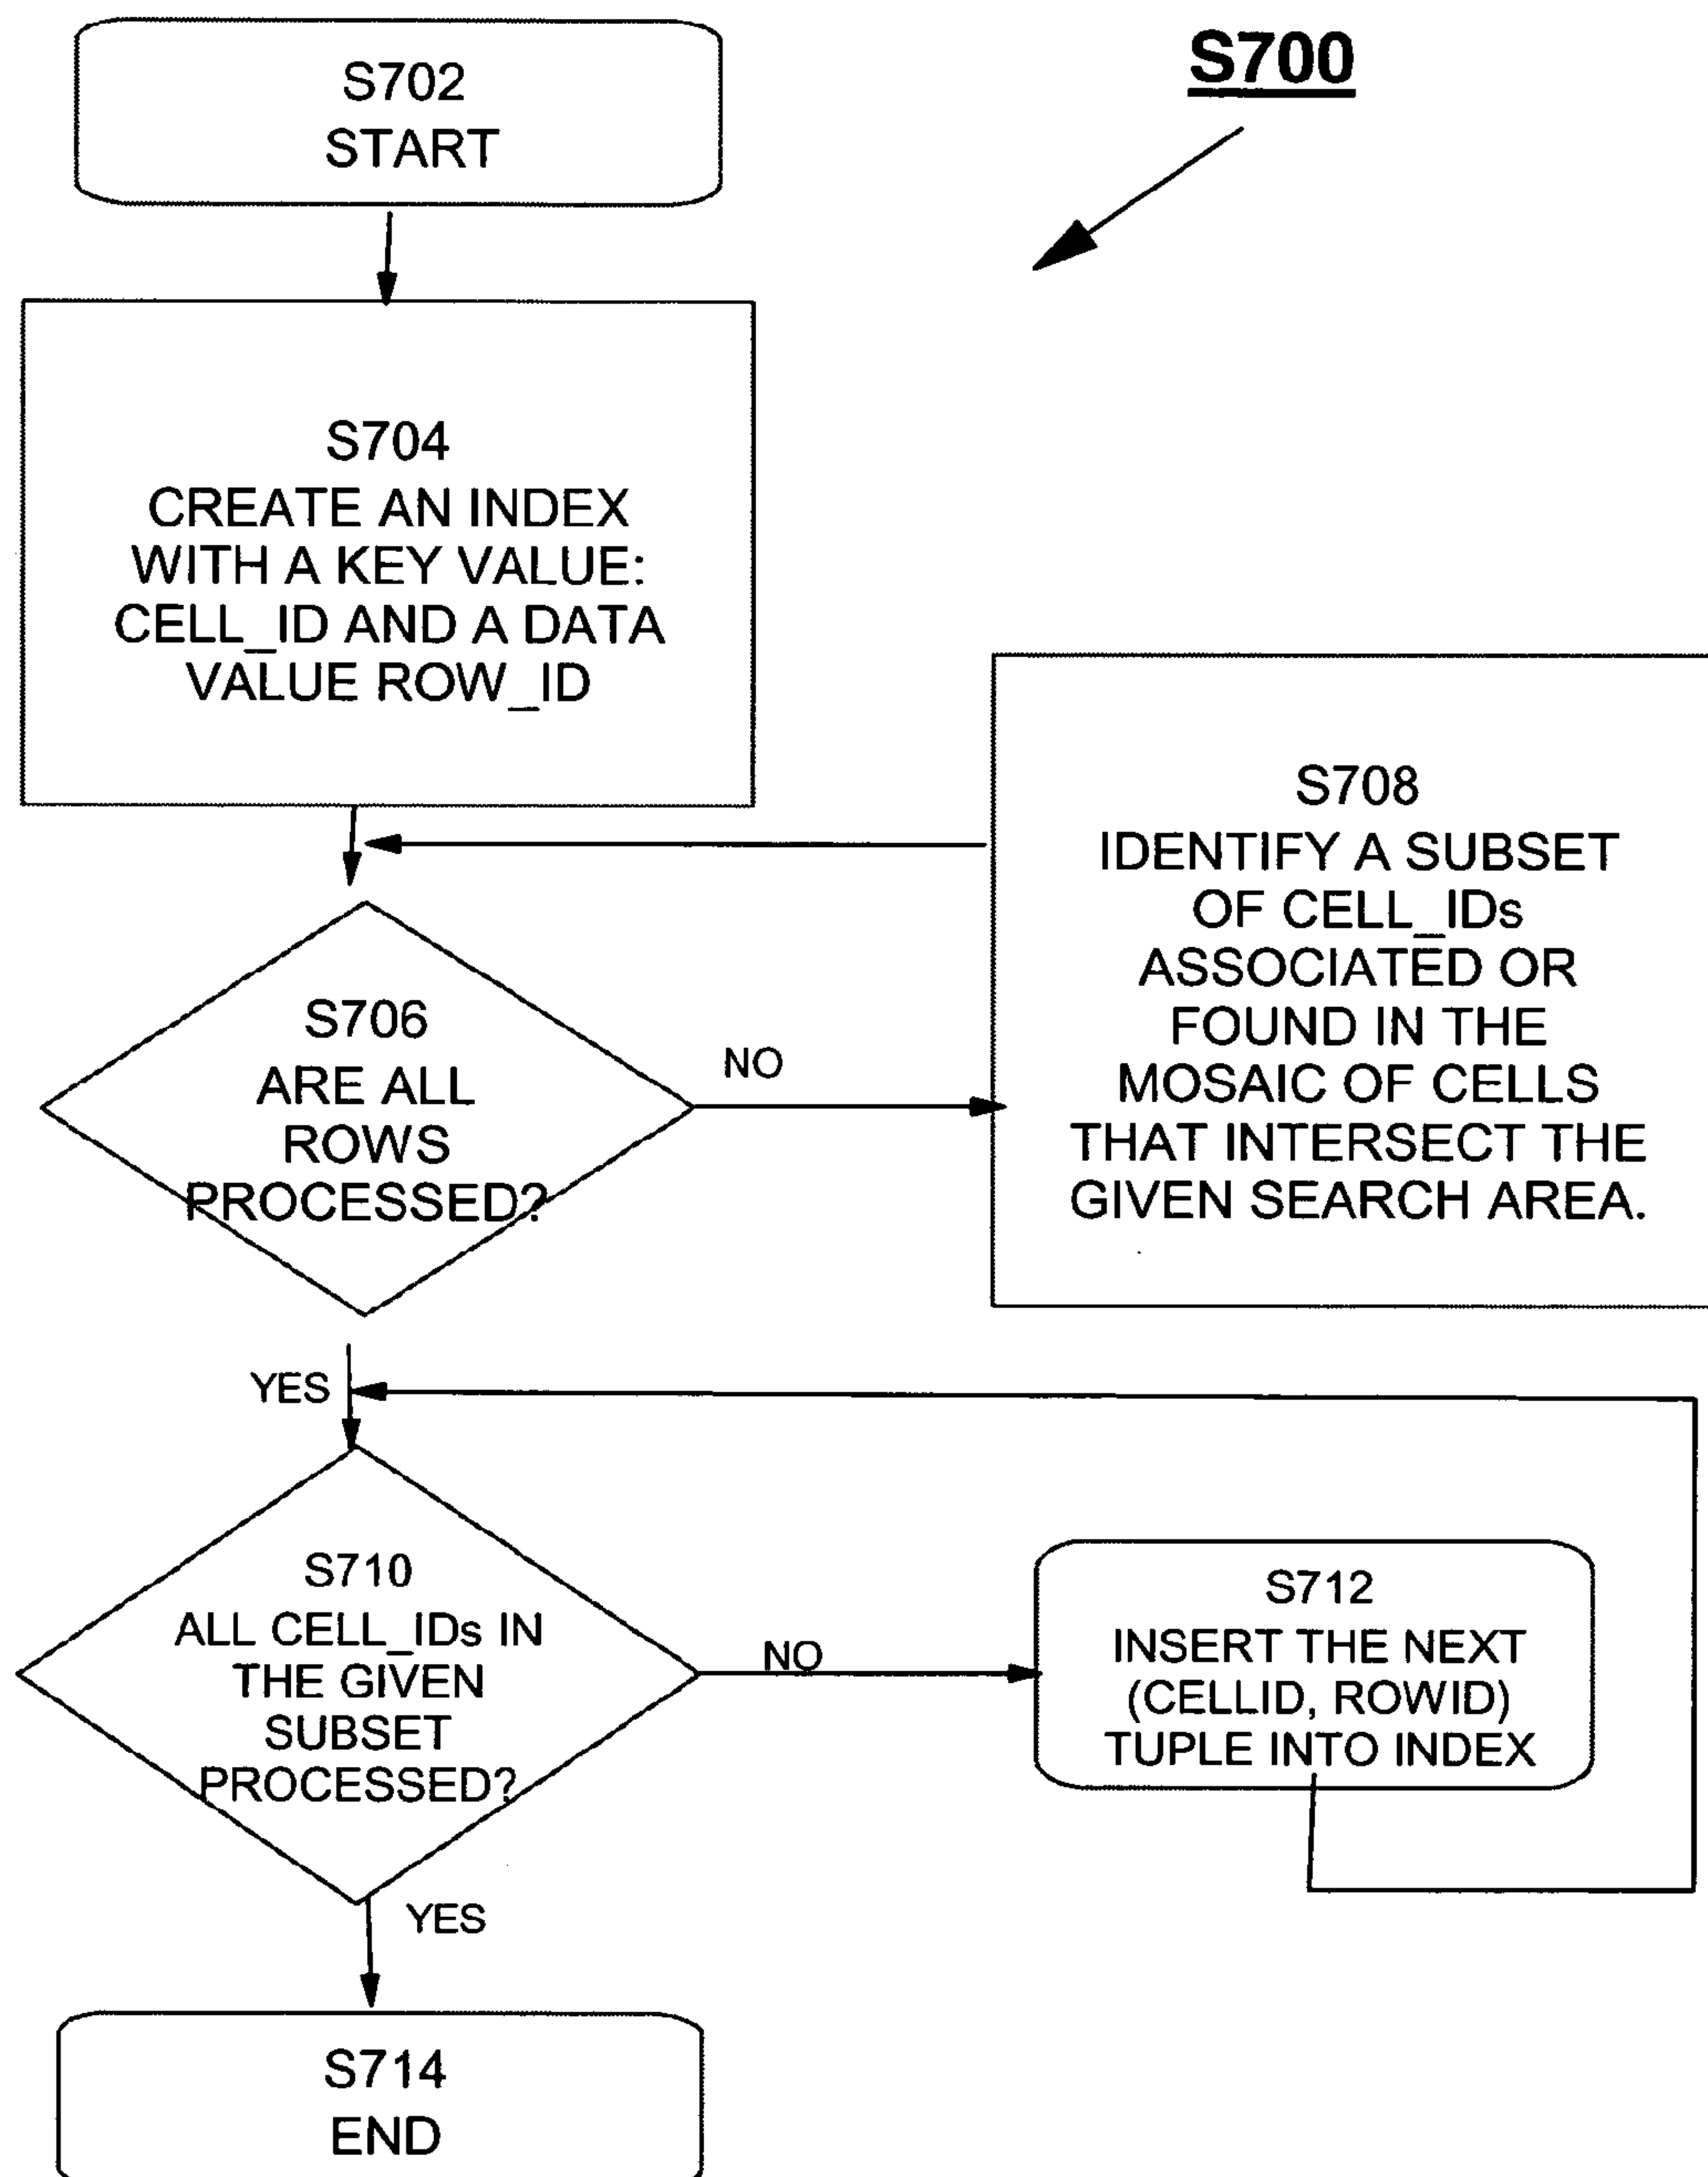 S700
S702
START
S704
CREATE AN INDEX
WITH A KEY VALUE:
CELL_ID AND A DATA
VALUE ROW_ID
S706
ARE ALL
ROWS
PROCESSED?
NO
S708
IDENTIFY A SUBSET
OF CELL_IDs
ASSOCIATED OR
FOUND IN THE
MOSAIC OF CELLS
THAT INTERSECT THE
GIVEN SEARCH AREA.
YES
S710
ALL CELL_IDs IN
THE GIVEN
SUBSET
PROCESSED?
NO
S712
INSERT THE NEXT
(CELLID, ROWID)
TUPLE INTO INDEX
YES
S714
END